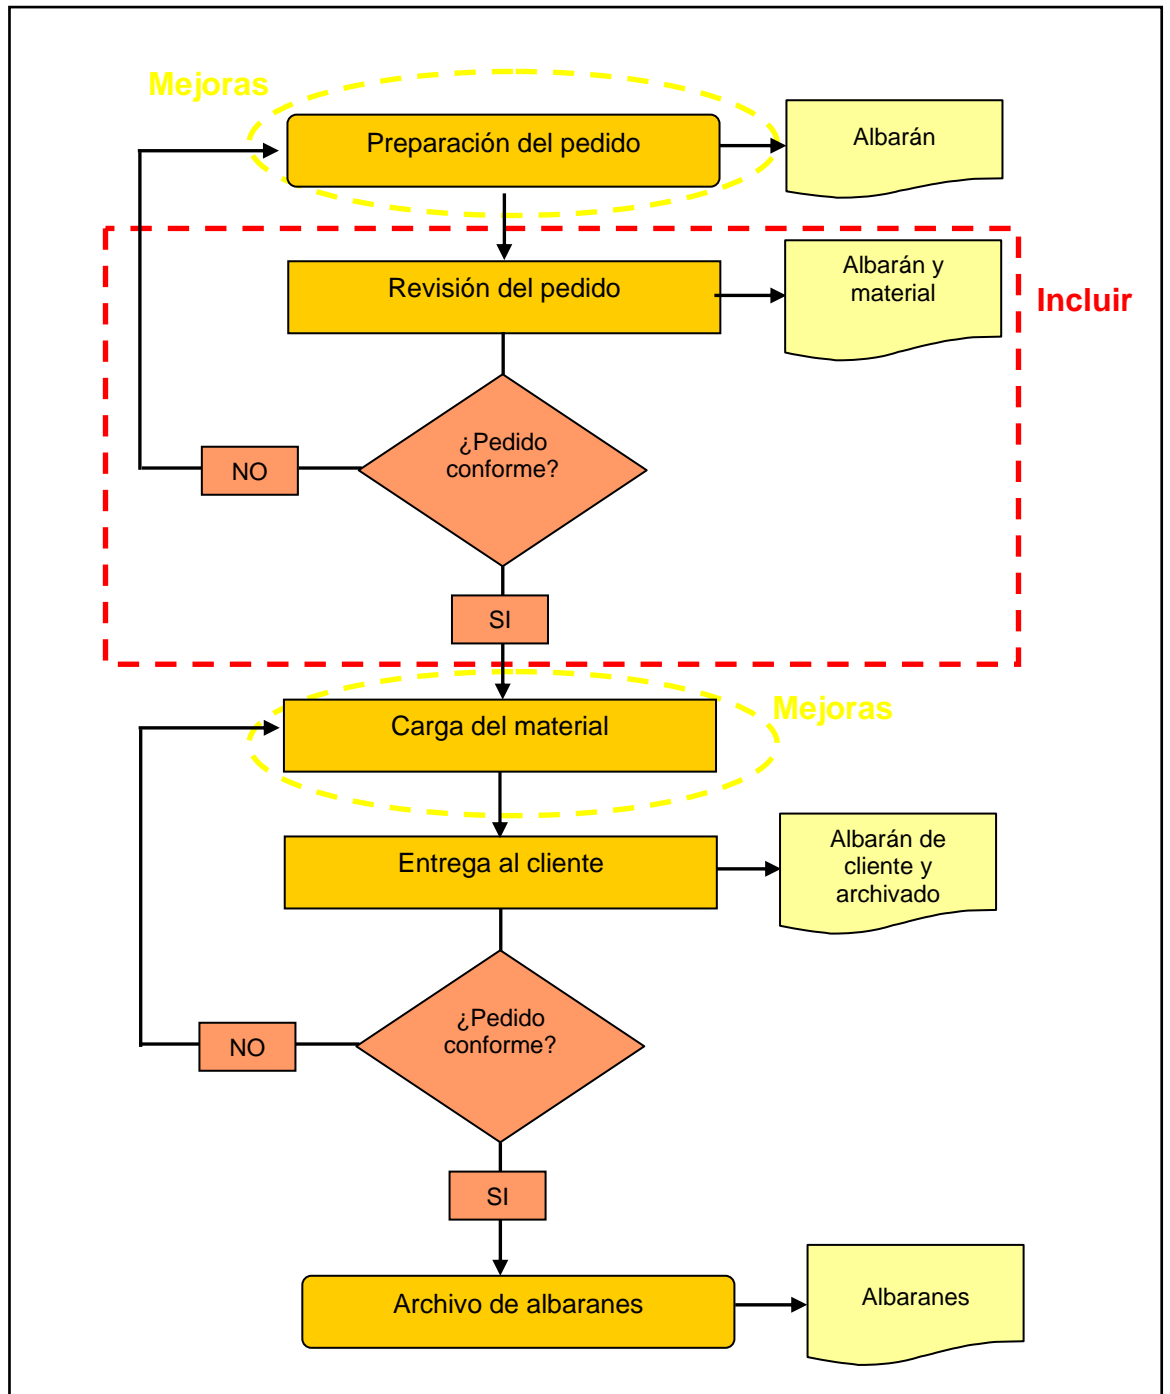 Mejoras
Preparación del pedido
Albarán
Revisión del pedido
Albarán y
material
Incluir
¿Pedido
conforme?
NO
SI
Carga del material
Mejoras
Entrega al cliente
Albarán de
cliente y
archivado
¿Pedido
conforme?
NO
SI
Archivo de albaranes
Albaranes